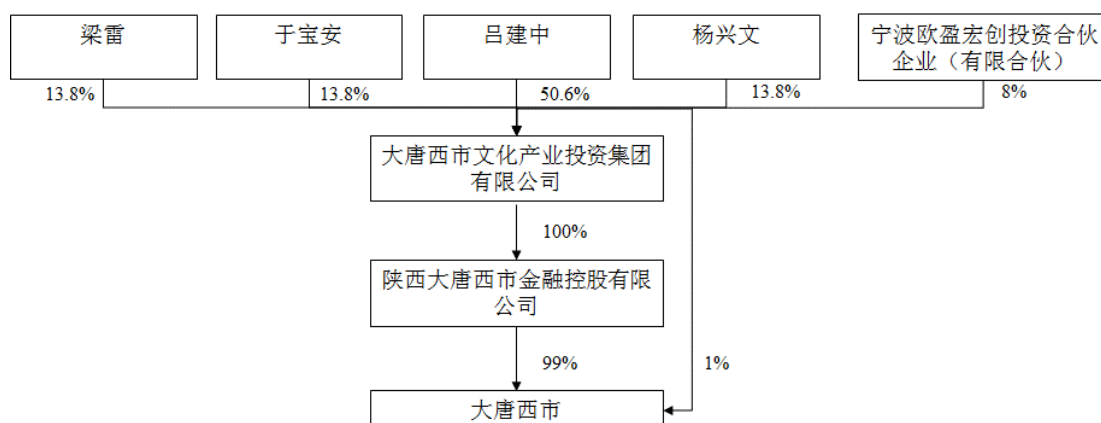 梁雷
于宝安
吕建中
杨兴文
宁波欧盈宏创投资合伙
企业（有限合伙）
13.8%
13.8%
50.6%
13.8%
8%
大唐西市文化产业投资集团
有限公司
100%
陕西大唐西市金融控股有限
公司
99%
1%
大唐西市